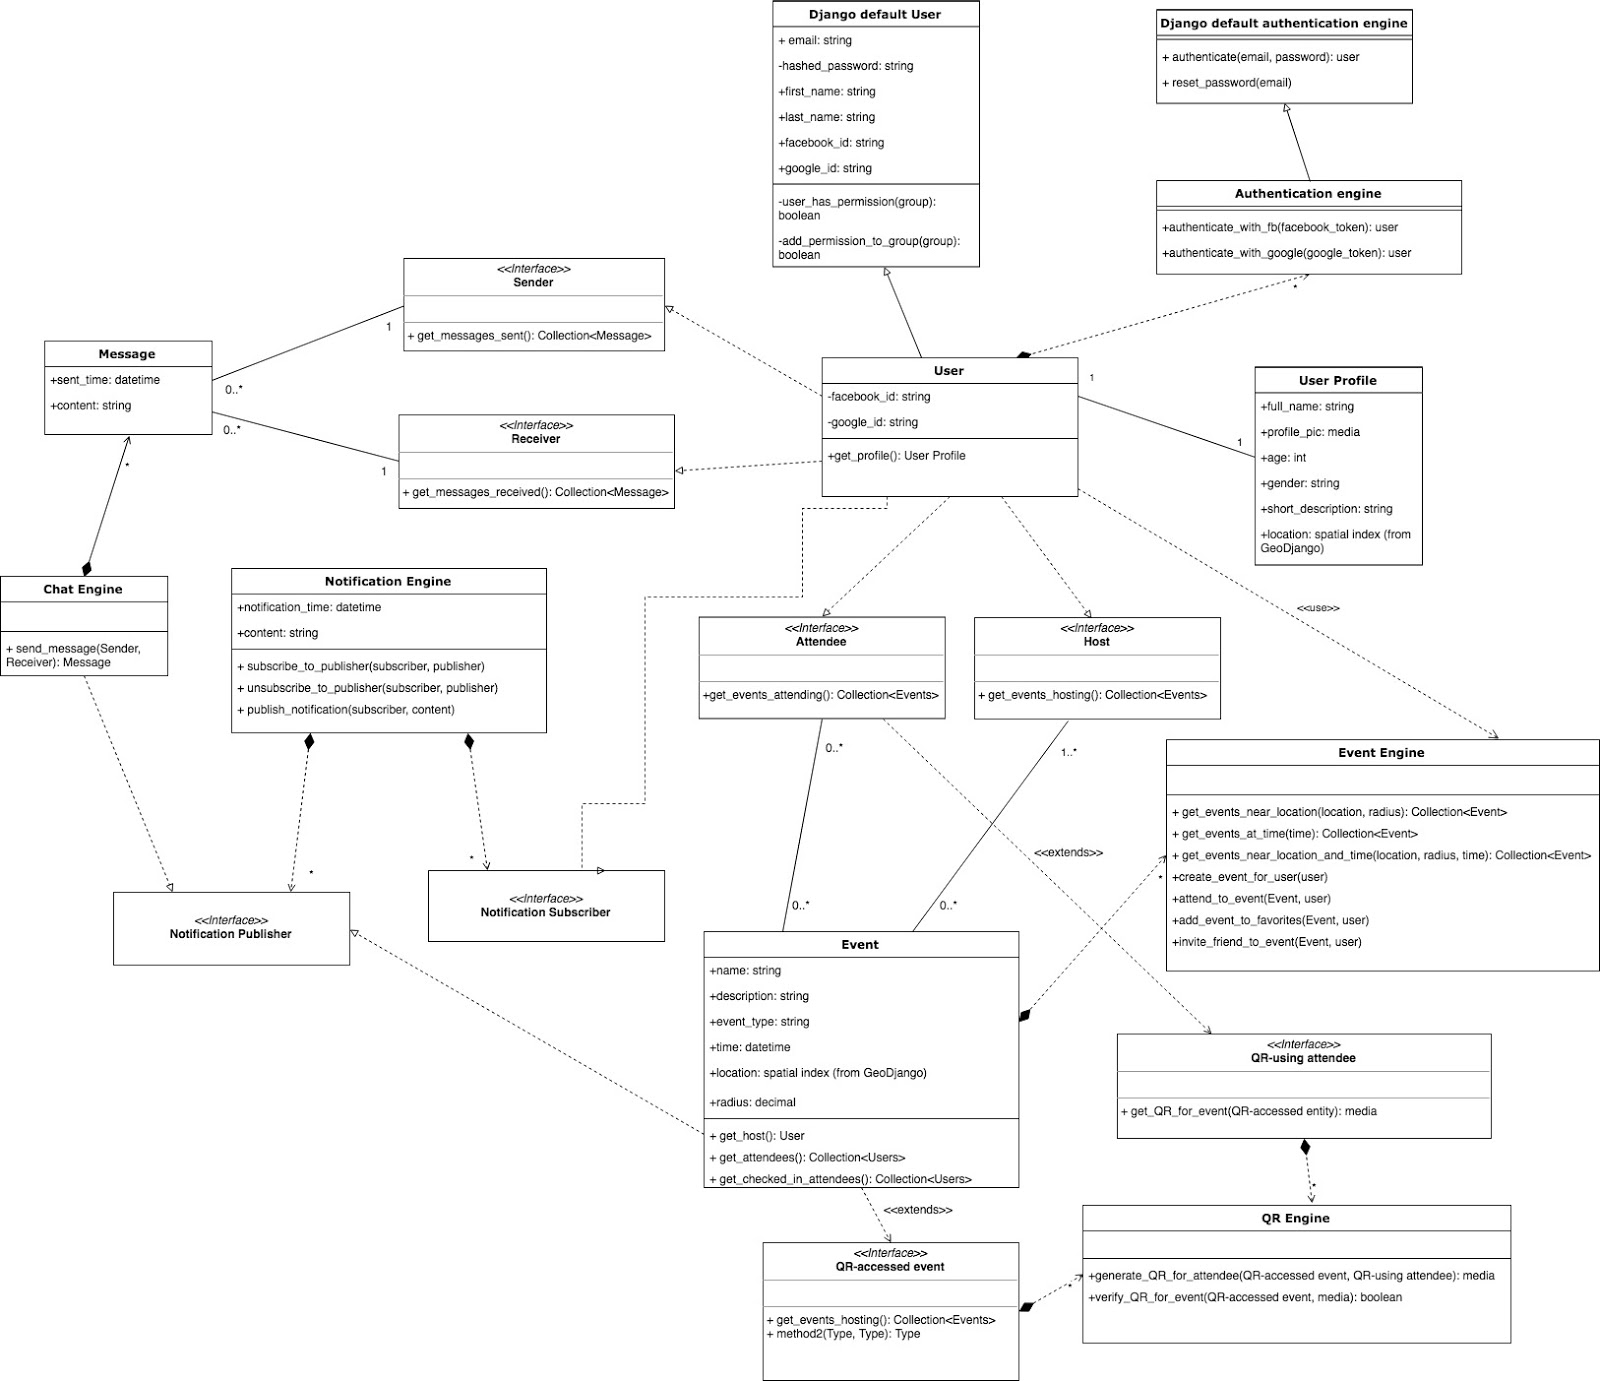 Django default User
+ email: string
-hashed_password: string
+first_name: string
+last_name: string
+facebook_id: string
+google_id: string
-user_has_permission(group):
boolean
-add_permission_to_group(group):
boolean
Django default authentication engine
+ authenticate(email, password): user
+ reset_password(email)
Authentication engine
+authenticate_with_fb(facebook_token): user
+authenticate_with_google(google_token): user
*
<<Interface>>
Sender
+ get_messages_sent(): Collection<Message>
1
Message
+sent_time: datetime
+content: string
0..*
0..*
*
<<Interface>>
Receiver
+ get_messages_received(): Collection<Message>
1
User
-facebook_id: string
-google_id: string
+get_profile(): User Profile
1
1
User Profile
+full_name: string
+profile_pic: media
+age: int
+gender: string
+short_description: string
+location: spatial index (from
GeoDjango)
Chat Engine
+ send_message(Sender,
Receiver): Message
Notification Engine
+notification_time: datetime
+content: string
+ subscribe_to_publisher(subscriber, publisher)
+ unsubscribe_to_publisher(subscriber, publisher)
+ publish_notification(subscriber, content)
*
*
<<Interface>>
Attendee
+get_events_attending(): Collection<Events>
0..*
<<Interface>>
Host
+ get_events_hosting(): Collection<Events>
1..*
<<use>>
<<extends>>
Event Engine
+ get_events_near_location(location, radius): Collection<Event>
+ get_events_at_time(time): Collection<Event>
+ get_events_near_location_and_time(location, radius, time): Collection<Event>
+create_event_for_user(user)
+attend_to_event(Event, user)
+add_event_to_favorites(Event, user)
+invite_friend_to_event(Event, user)
*
<<Interface>>
Notification Publisher
<<Interface>>
Notification Subscriber
0..*
0..*
Event
+name: string
+description: string
+event_type: string
+time: datetime
+location: spatial index (from GeoDjango)
+radius: decimal
+ get_host(): User
+ get_attendees(): Collection<Users>
+ get_checked_in_attendees(): Collection<Users>
<<extends>>
<<Interface>>
QR-using attendee
+ get_QR_for_event(QR-accessed entity): media
*
<<Interface>>
QR-accessed event
+ get_events_hosting(): Collection<Events>
+ method2(Type, Type): Type
*
QR Engine
+generate_QR_for_attendee(QR-accessed event, QR-using attendee): media
+verify_QR_for_event(QR-accessed event, media): boolean